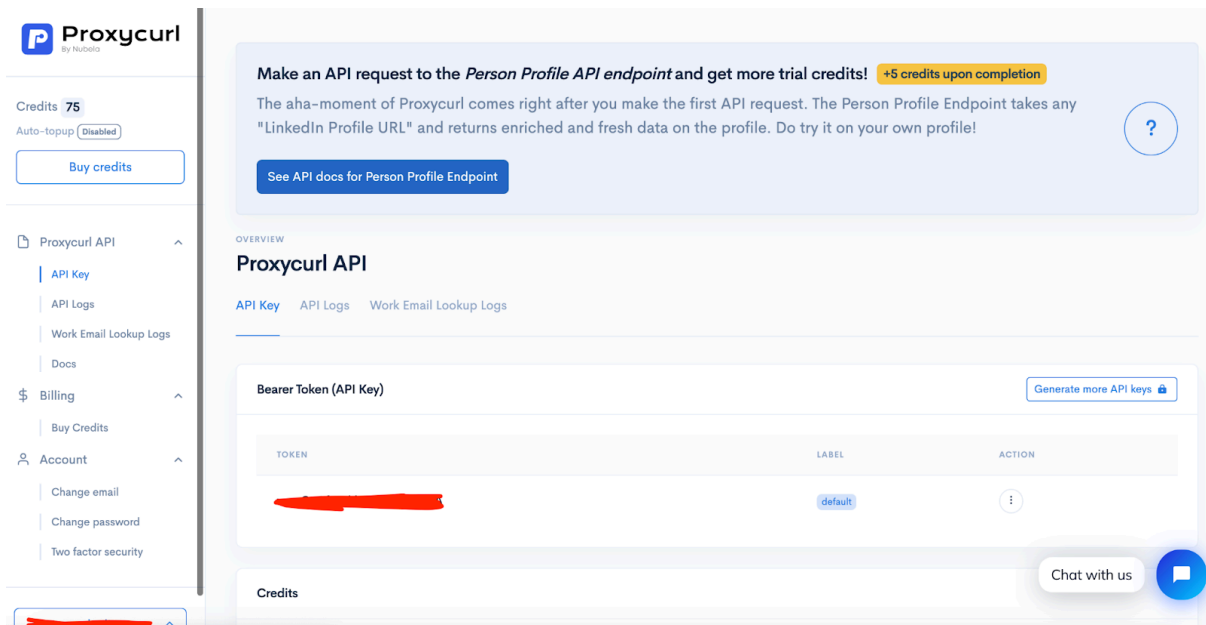 Proxycurl
By Nubela
Credits 75
Auto-topup Disabled
Buy credits
Proxycurl API
API Key
API Logs
Work Email Lookup Logs
Docs
Billing
Buy Credits
Account
Change email
Change password
Two factor security
Make an API request to the Person Profile API endpoint and get more trial credits! +5 credits upon completion
The aha-moment of Proxycurl comes right after you make the first API request. The Person Profile Endpoint takes any
"LinkedIn Profile URL" and returns enriched and fresh data on the profile. Do try it on your own profile!
?
See API docs for Person Profile Endpoint
OVERVIEW
Proxycurl API
API Key API Logs Work Email Lookup Logs
Bearer Token (API Key) Generate more API keys
TOKEN LABEL ACTION
default
Chat with us
Credits